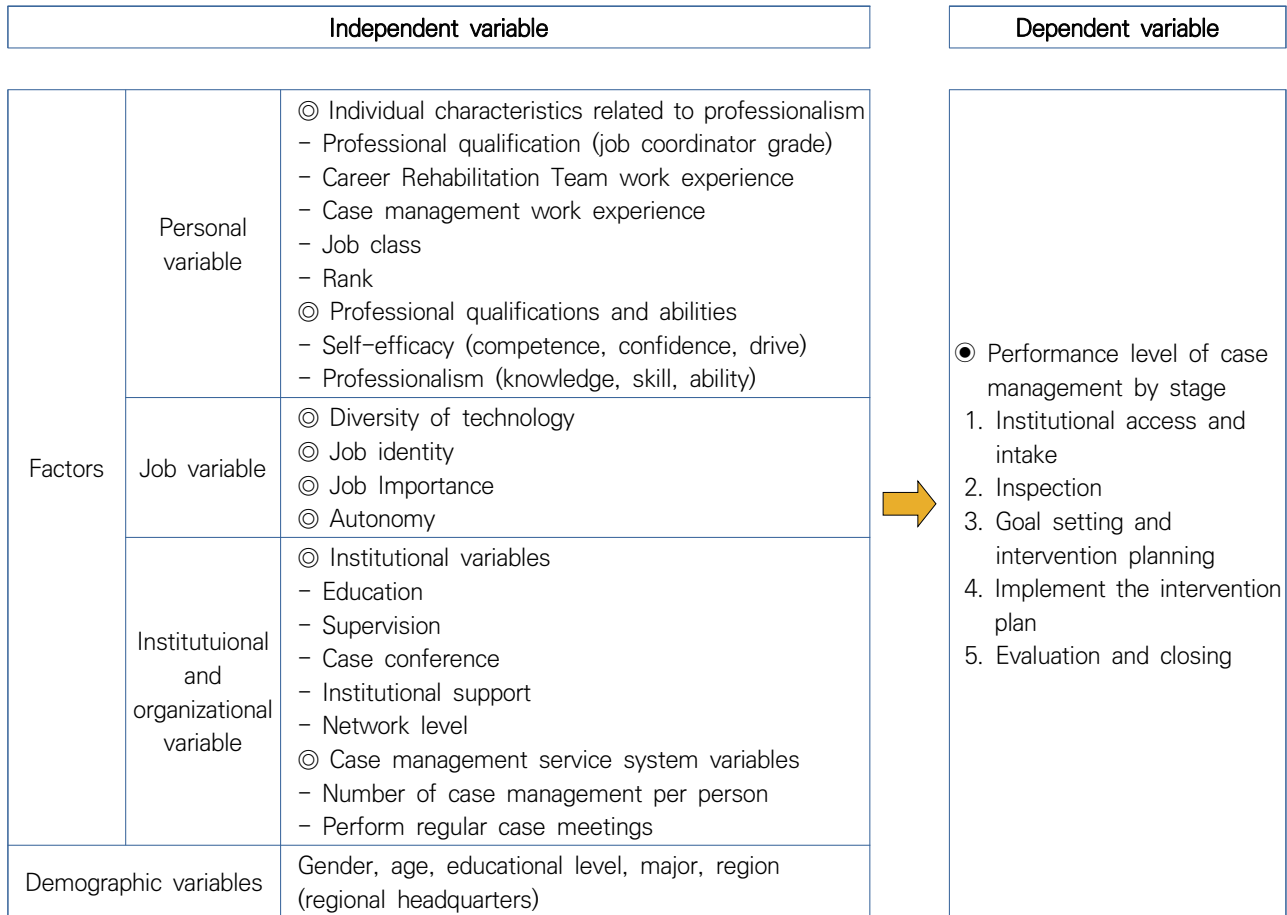 Independent variable
Dependent variable
Factors
Personal
variable
◎ Individual characteristics related to professionalism
- Professional qualification (job coordinator grade)
- Career Rehabilitation Team work experience
- Case management work experience
- Job class
- Rank
◎ Professional qualifications and abilities
- Self-efficacy (competence, confidence, drive)
- Professionalism (knowledge, skill, ability)
Job variable
◎ Diversity of technology
◎ Job identity
◎ Job Importance
◎ Autonomy
Institutuional
and
organizational
variable
◎ Institutional variables
- Education
- Supervision
- Case conference
- Institutional support
- Network level
◎ Case management service system variables
- Number of case management per person
- Perform regular case meetings
Demographic variables
Gender, age, educational level, major, region
(regional headquarters)
◉ Performance level of case
management by stage
1. Institutional access and
intake
2. Inspection
3. Goal setting and
intervention planning
4. Implement the intervention
plan
5. Evaluation and closing